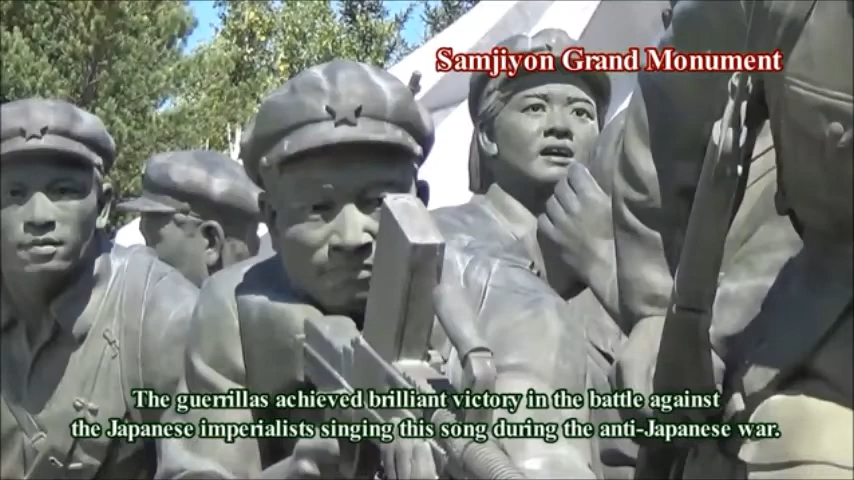 Samjiyon Grand Monument
The guerrillas achieved brilliant victory in the battle against
the Japanese imperialists singing this song during the anti-Japanese war.